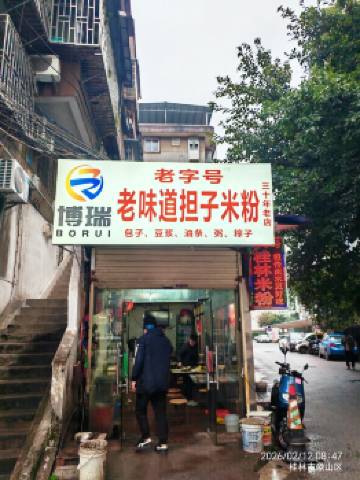 老字号
博瑞
BORUI
老味道担子米粉
三十年老店
包子、豆浆、油条、粥、粽子
桂林米粉
2026/02/12 08:47
桂林市象山区